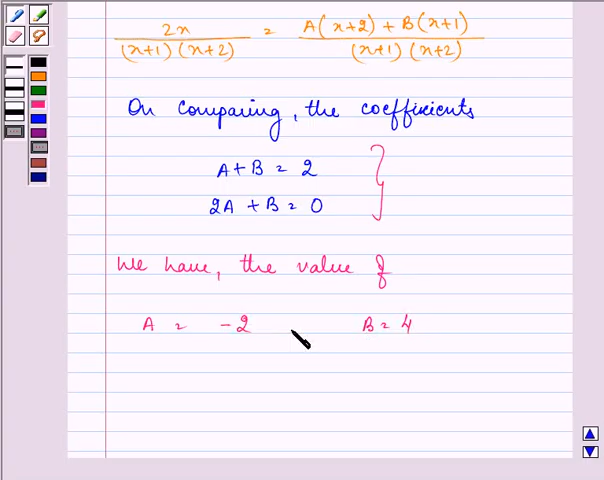 2x/(x+1)(x+2) = A(x+2) + B(x+1)/(x+1)(x+2)
On comparing, the coefficients
A+B = 2
2A + B = 0
We have, the value of
A = -2 B = 4